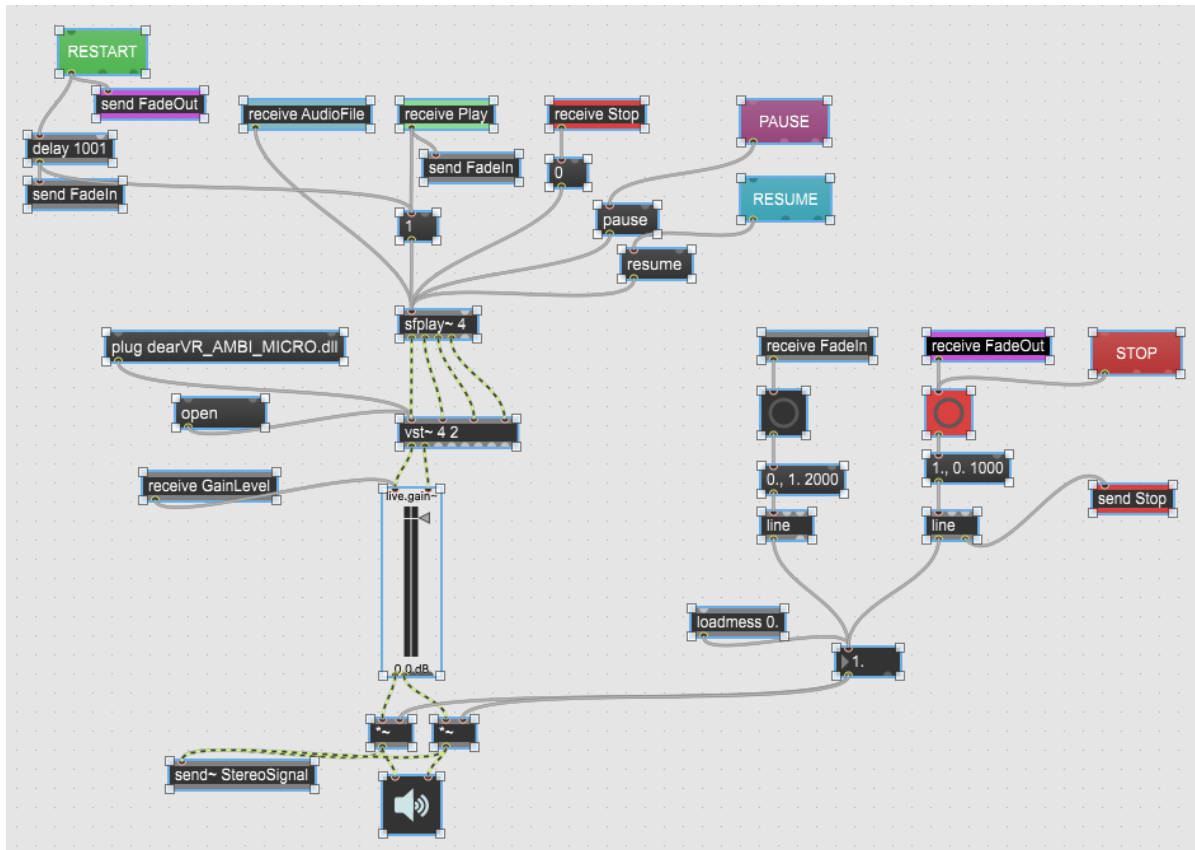 RESTART
send FadeOut
receive AudioFile
receive Play
receive Stop
PAUSE
delay 1001
send FadeIn
0
send FadeIn
RESUME
1
pause
resume
sfplay~ 4
plug dearVR_AMBI_MICRO.dll
receive FadeIn
receive FadeOut
STOP
open
vst~ 4 2
receive GainLevel
live.gain~
0., 1. 2000
1., 0. 1000
send Stop
line
line
loadmess 0.
1.
0.0 dB
*~
*~
send~ StereoSignal